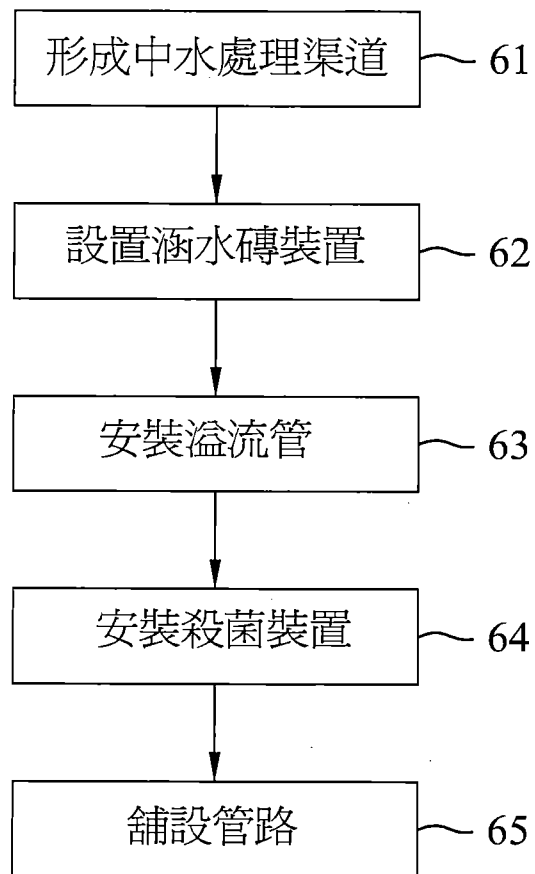 形成中水處理渠道 61
設置涵水磚裝置 62
安裝溢流管 63
安裝殺菌裝置 64
舖設管路 65